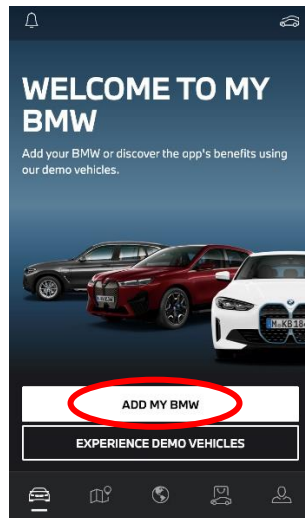 WELCOME TO MY
BMW
Add your BMW or discover the app's benefits using
our demo vehicles.
ADD MY BMW
EXPERIENCE DEMO VEHICLES